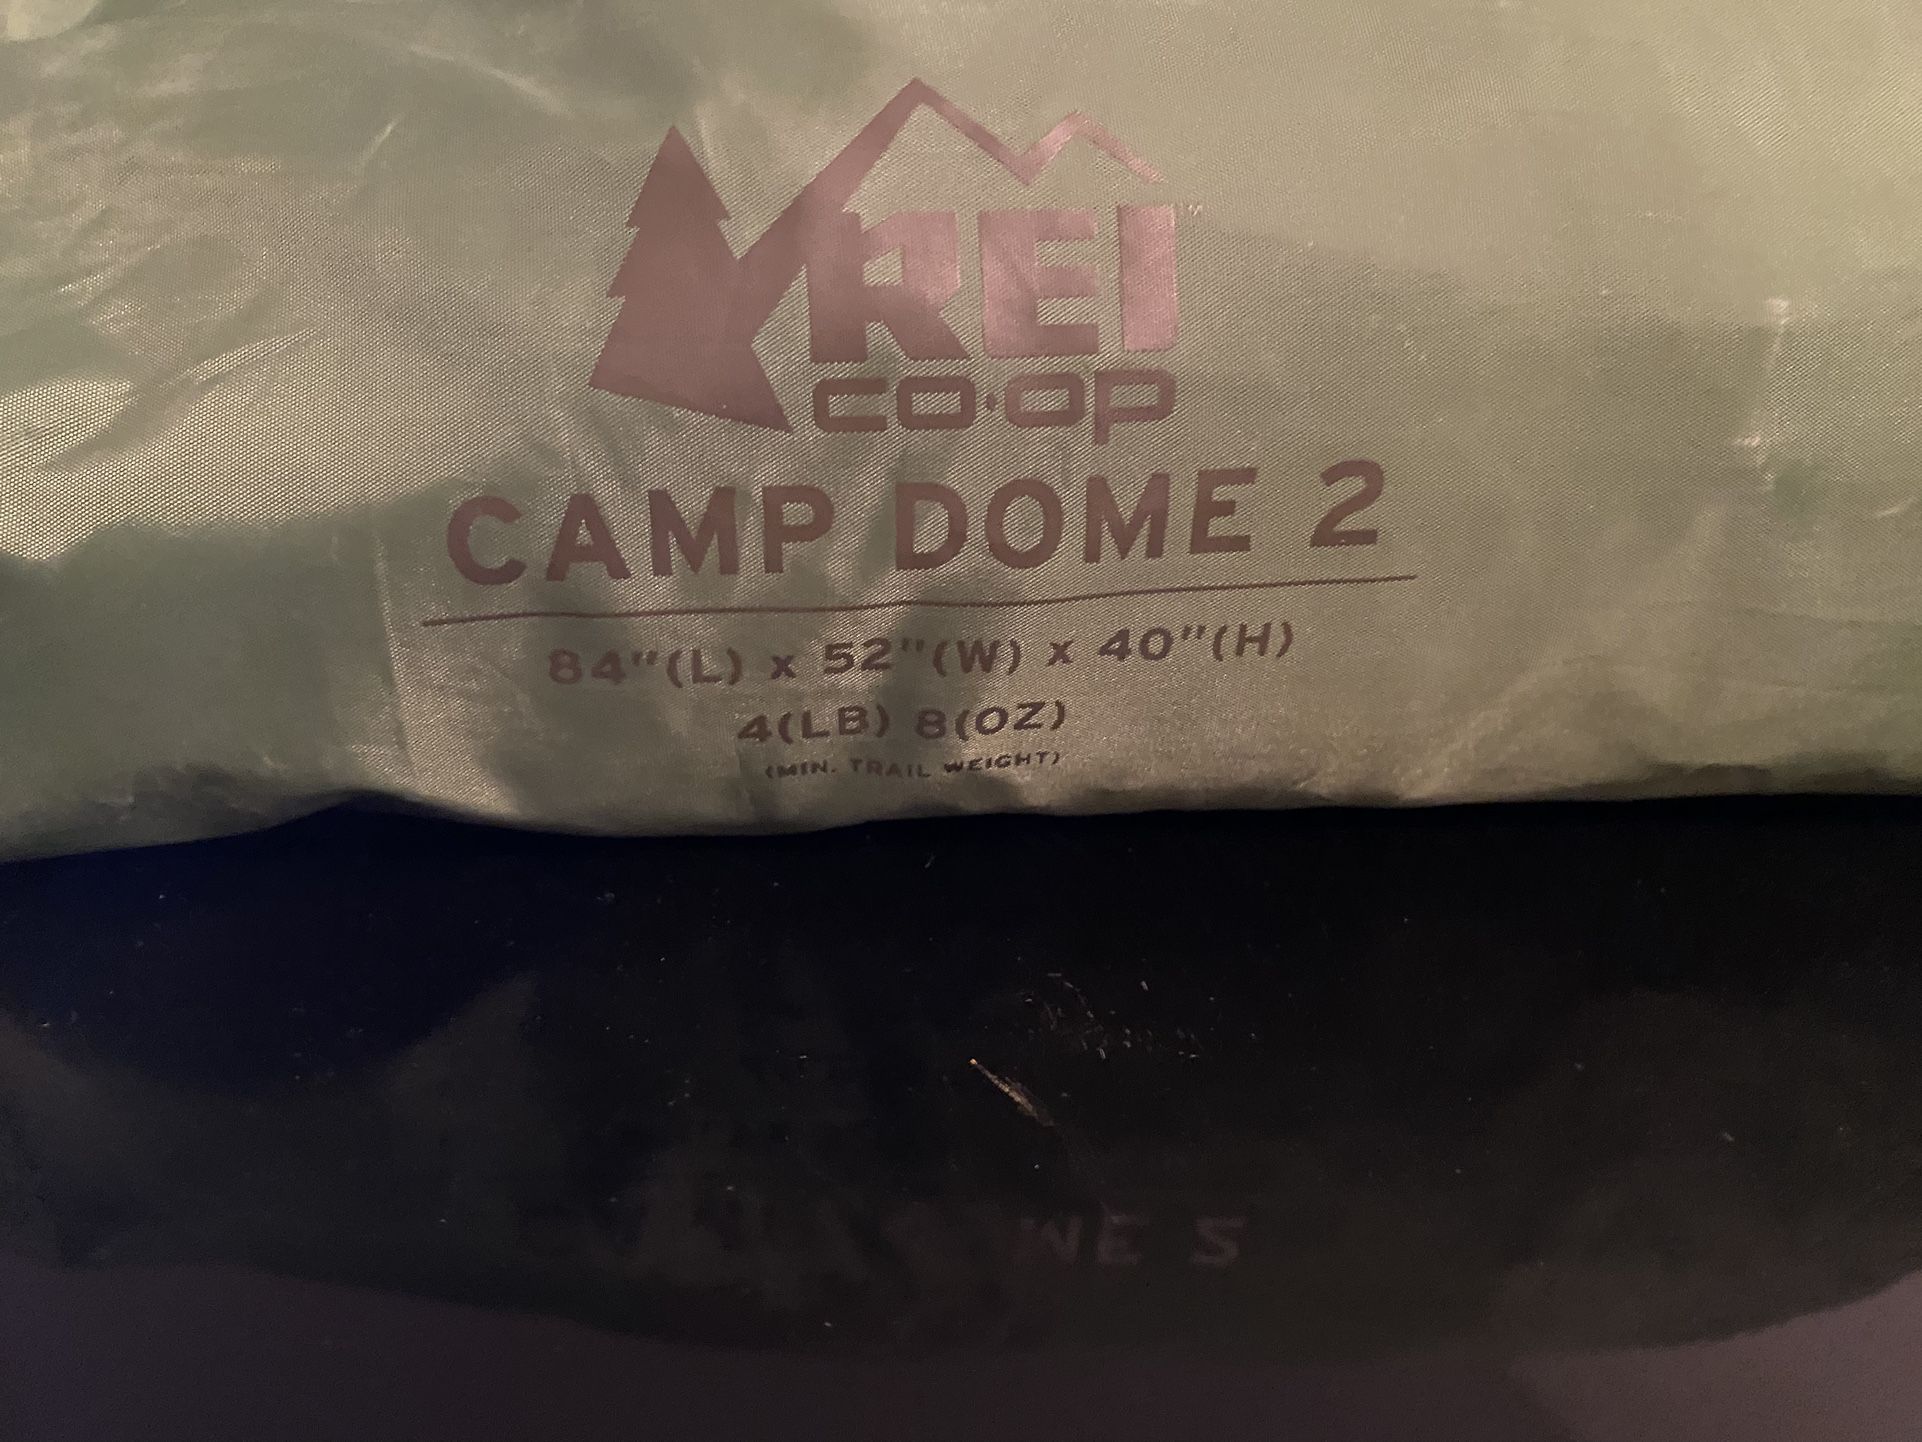 REI
CO·OP
CAMP DOME 2
84"(L) x 52"(W) x 40"(H)
4(LB) 8(OZ)
(MIN. TRAIL WEIGHT)